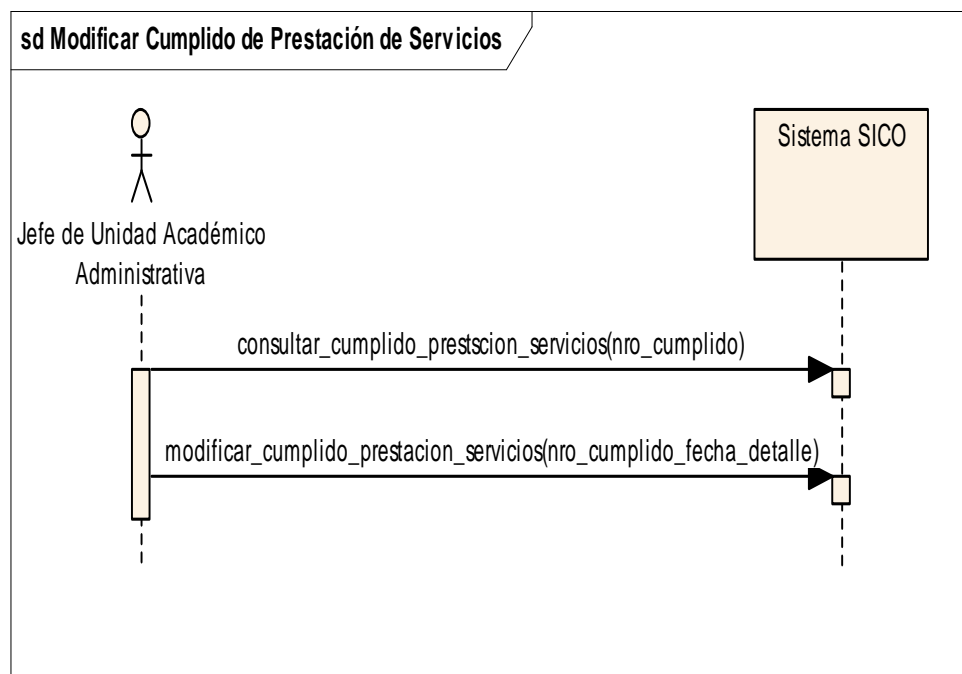 sd Modificar Cumplido de Prestación de Servicios
Sistema SICO
Jefe de Unidad Académico
Administrativa
consultar_cumplido_prestscion_servicios(nro_cumplido)
modificar_cumplido_prestacion_servicios(nro_cumplido_fecha_detalle)